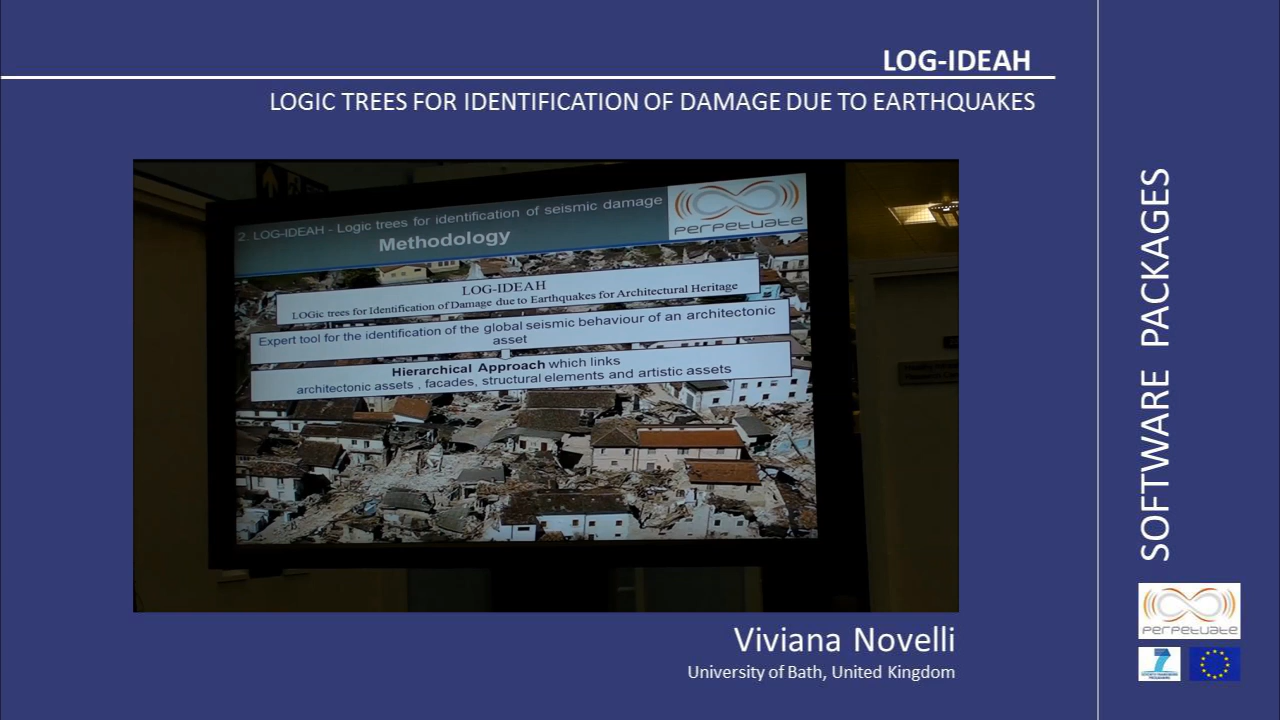 LOG-IDEAH
LOGIC TREES FOR IDENTIFICATION OF DAMAGE DUE TO EARTHQUAKES
2. LOG-IDEAH - Logic trees for identification of seismic damage
Methodology
PERPETUATE
LOG-IDEAH
LOGic trees for Identification of Damage due to Earthquakes for Architectural Heritage
Expert tool for the identification of the global seismic behaviour of an architectonic
asset
Hierarchical Approach which links
architectonic assets , facades, structural elements and artistic assets
Viviana Novelli
University of Bath, United Kingdom
SOFTWARE PACKAGES
PERPETUATE